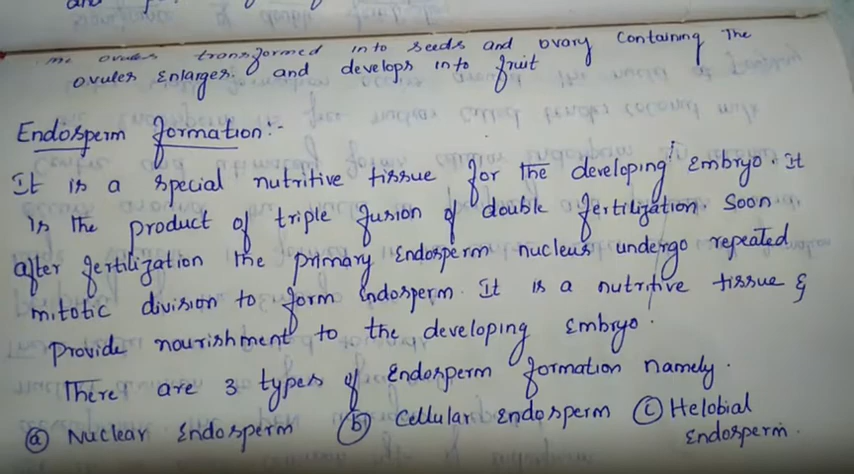 The ovules transformed into seeds and ovary containing The
ovules Enlarges. and develops into fruit
Endosperm formation:-
It is a special nutritive tissue for the developing Embryo. It
is the product of triple fusion of double fertilization. Soon
after fertilization the primary Endosperm nucleus undergo repeated
mitotic division to form Endosperm. It is a nutritive tissue &
Provide nourishment to the developing Embryo.
There are 3 types of Endosperm formation namely.
(a) Nuclear Endosperm (b) Cellular Endosperm (c) Helobial
Endosperm.